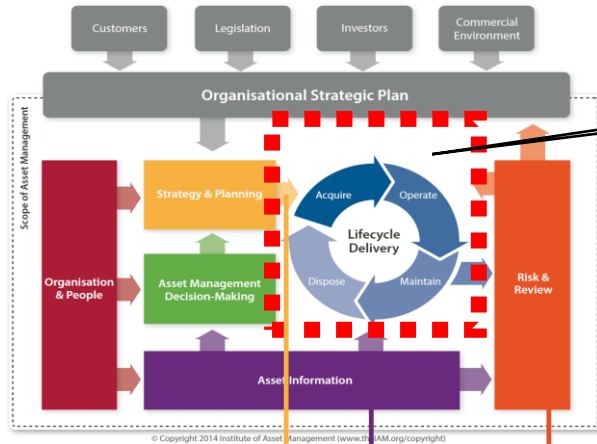 Customers
Legislation
Investors
Commercial
Environment
Organisational Strategic Plan
Scope of Asset Management
Strategy & Planning
Acquire
Operate
Lifecycle
Delivery
Organisation
& People
Asset Management
Decision-Making
Dispose
Maintain
Risk &
Review
Asset Information
© Copyright 2014 Institute of Asset Management (www.theIAM.org/copyright)